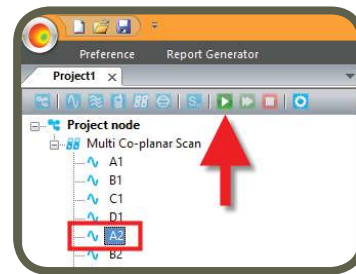 Preference Report Generator
Project1 x
S..
Project node
Multi Co-planar Scan
A1
B1
C1
D1
A2
B2